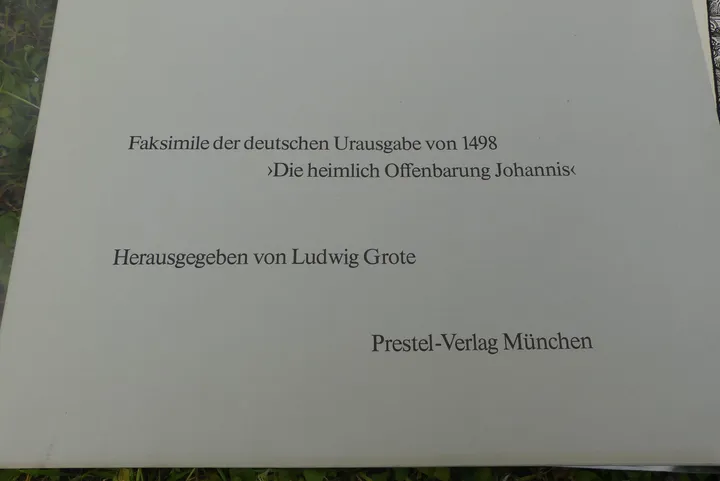 Faksimile der deutschen Urausgabe von 1498
›Die heimlich Offenbarung Johannis‹
Herausgegeben von Ludwig Grote
Prestel-Verlag München